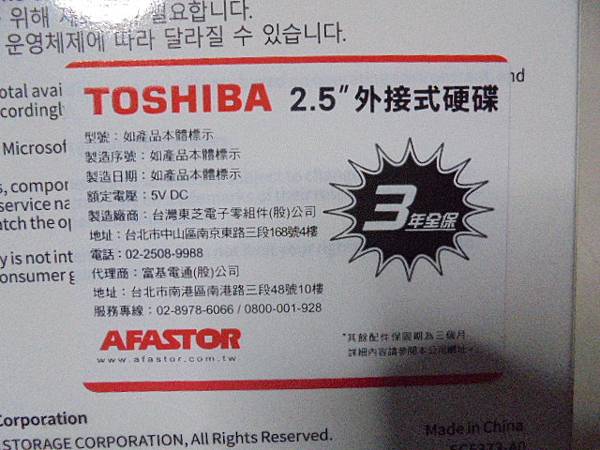 위해
필요합니다.
운영체제에 따라 달라질 수 있습니다.
TOSHIBA 2.5" 外接式硬碟
型號：如產品本體標示
製造序號：如產品本體標示
製造日期：如產品本體標示
額定電壓：5V DC
製造廠商：台灣東芝電子零組件(股)公司
地址：台北市中山區南京東路三段168號4樓
電話：02-2508-9988
代理商：富基電通(股)公司
地址：台北市南港區南港路三段48號10樓
服務專線：02-8978-6066 / 0800-001-928
3年全保
AFASTOR
www.afastor.com.tw
*其餘配件保固期為三個月
詳細內容請參閱本公司網址。
otal avai
cordingl
Microsof
s, compor
service na
atch the op
y is not int
onsumer g
Corporation
STORAGE CORPORATION, All Rights Reserved.
Made in China